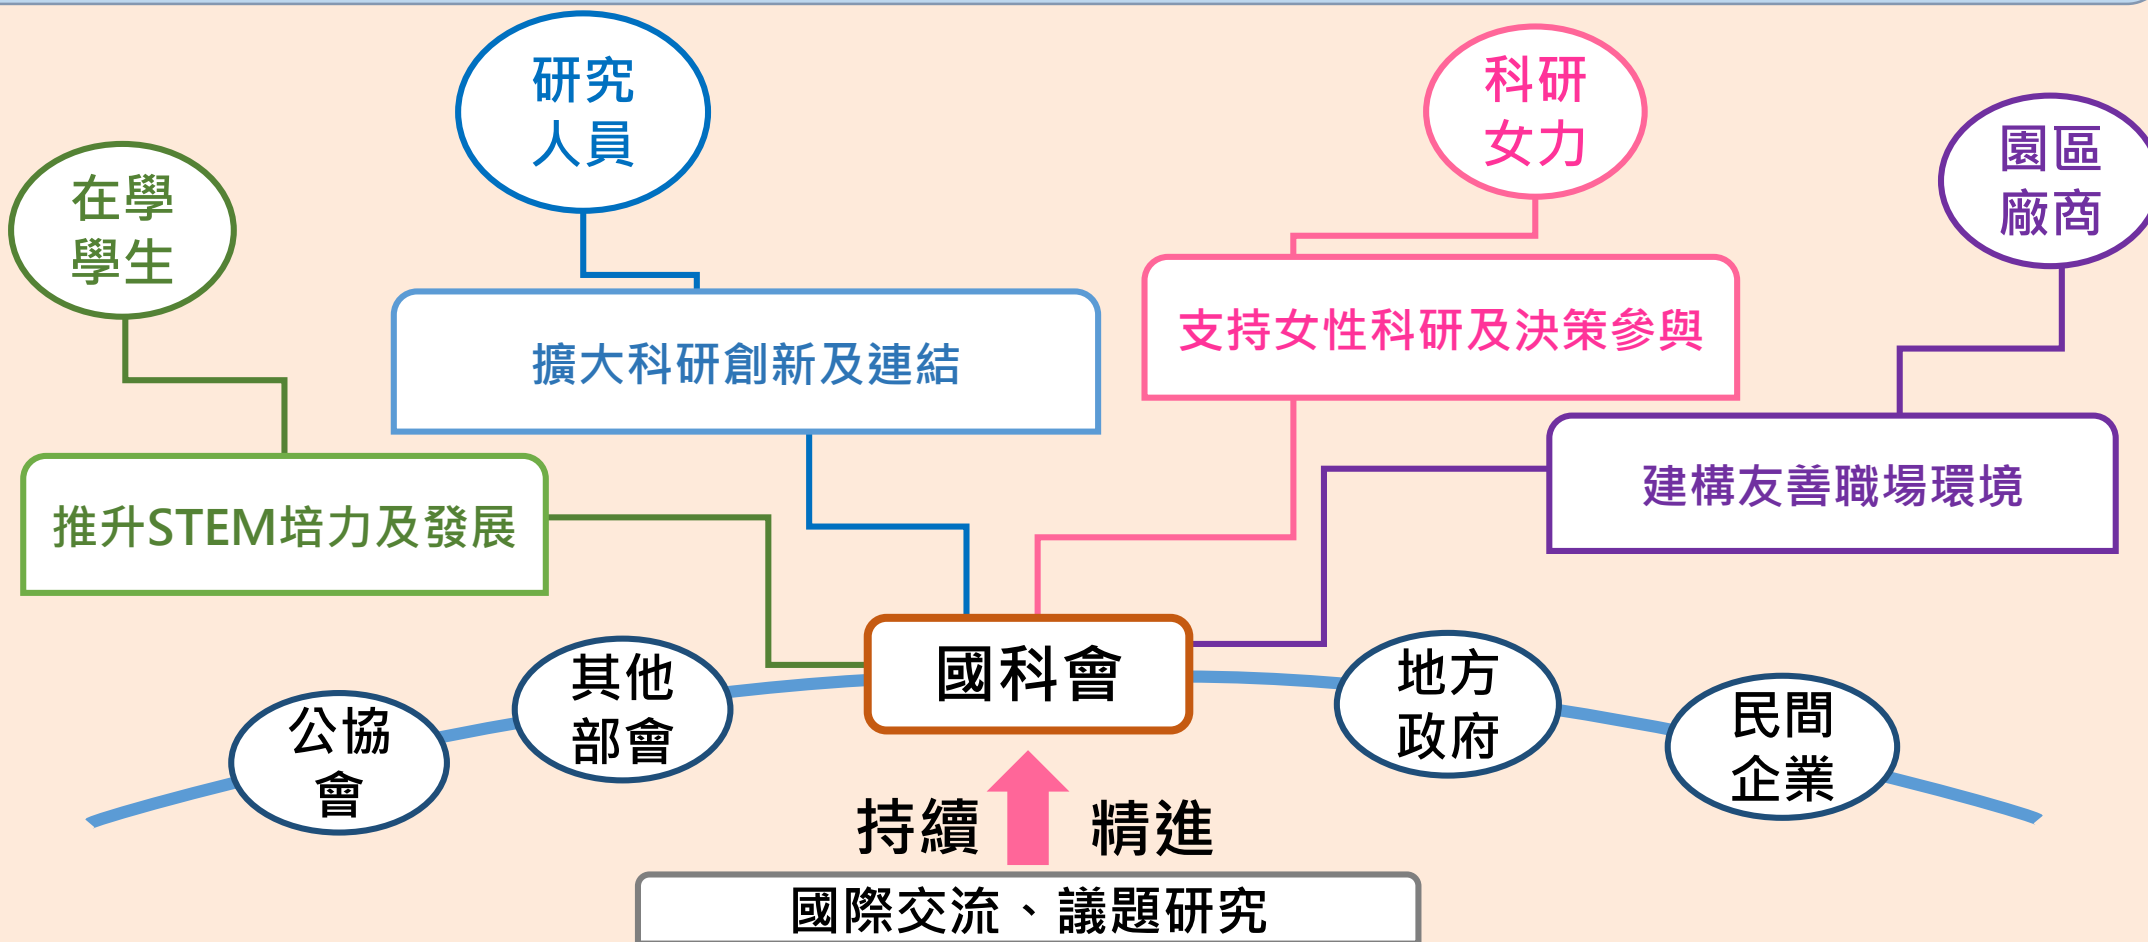 研究
人員
科研
女力
園區
廠商
在學
學生
擴大科研創新及連結
支持女性科研及決策參與
建構友善職場環境
推升STEM培力及發展
國科會
其他
部會
公協
會
地方
政府
民間
企業
持續
精進
國際交流、議題研究